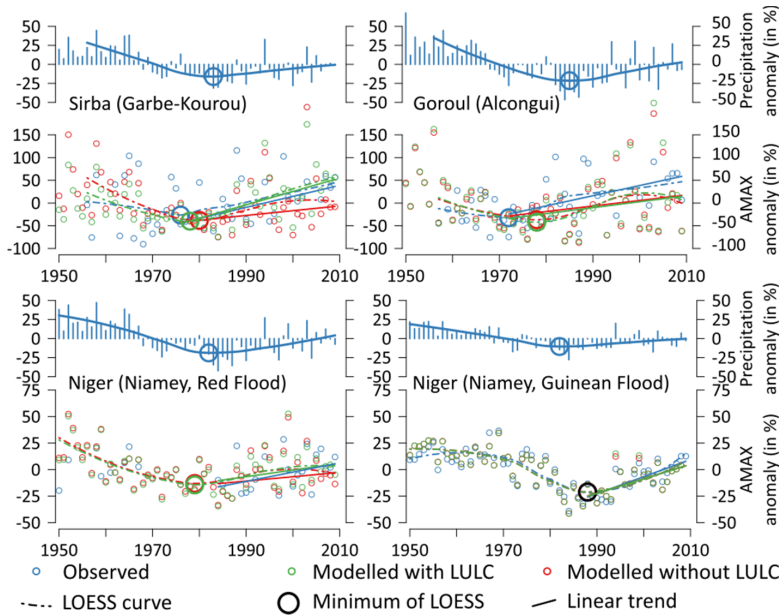 50
25
0
-25
-50
Sirba (Garbe-Kourou)
50
25
0
-25
-50
Goroul (Alcongui)
Precipitation
anomaly (in %)
150
100
50
0
-50
-100
1950 1970 1990 2010
150
100
50
0
-50
-100
1950 1970 1990 2010
AMAX
anomaly (in %)
50
25
0
-25
-50
Niger (Niamey, Red Flood)
50
25
0
-25
-50
Niger (Niamey, Guinean Flood)
Precipitation
anomaly (in %)
75
50
25
0
-25
-50
1950 1970 1990 2010
75
50
25
0
-25
-50
1950 1970 1990 2010
AMAX
anomaly (in %)
Observed Modelled with LULC Modelled without LULC
LOESS curve Minimum of LOESS Linear trend